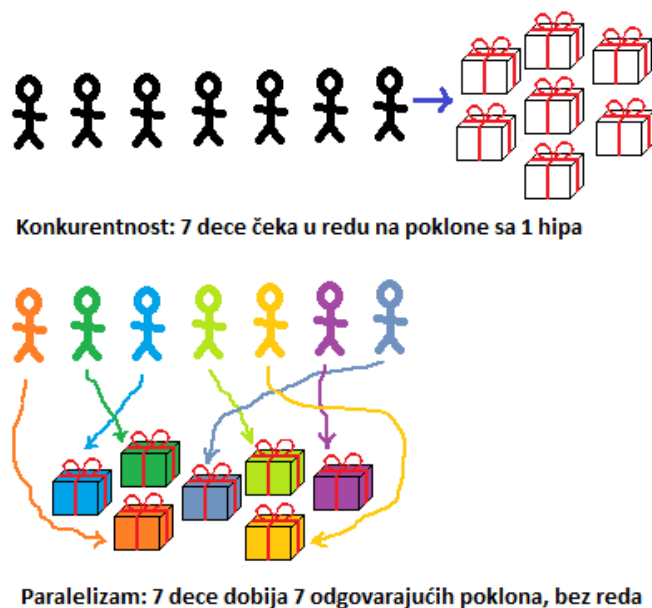 Konkurentnost: 7 dece čeka u redu na poklone sa 1 hipa
Paralelizam: 7 dece dobija 7 odgovarajućih poklona, bez reda